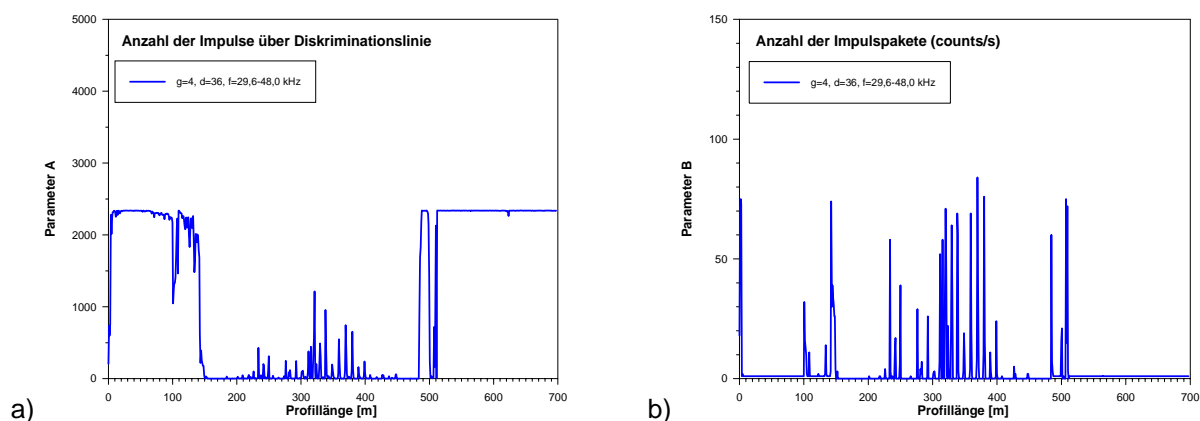 Anzahl der Impulse über Diskriminationslinie
g=4, d=36, f=29,6-48,0 kHz
Parameter A
5000
4000
3000
2000
1000
0
0 100 200 300 400 500 600 700
Profillänge [m]
a)
Anzahl der Impulspakete (counts/s)
g=4, d=36, f=29,6-48,0 kHz
Parameter B
150
100
50
0
0 100 200 300 400 500 600 700
Profillänge [m]
b)